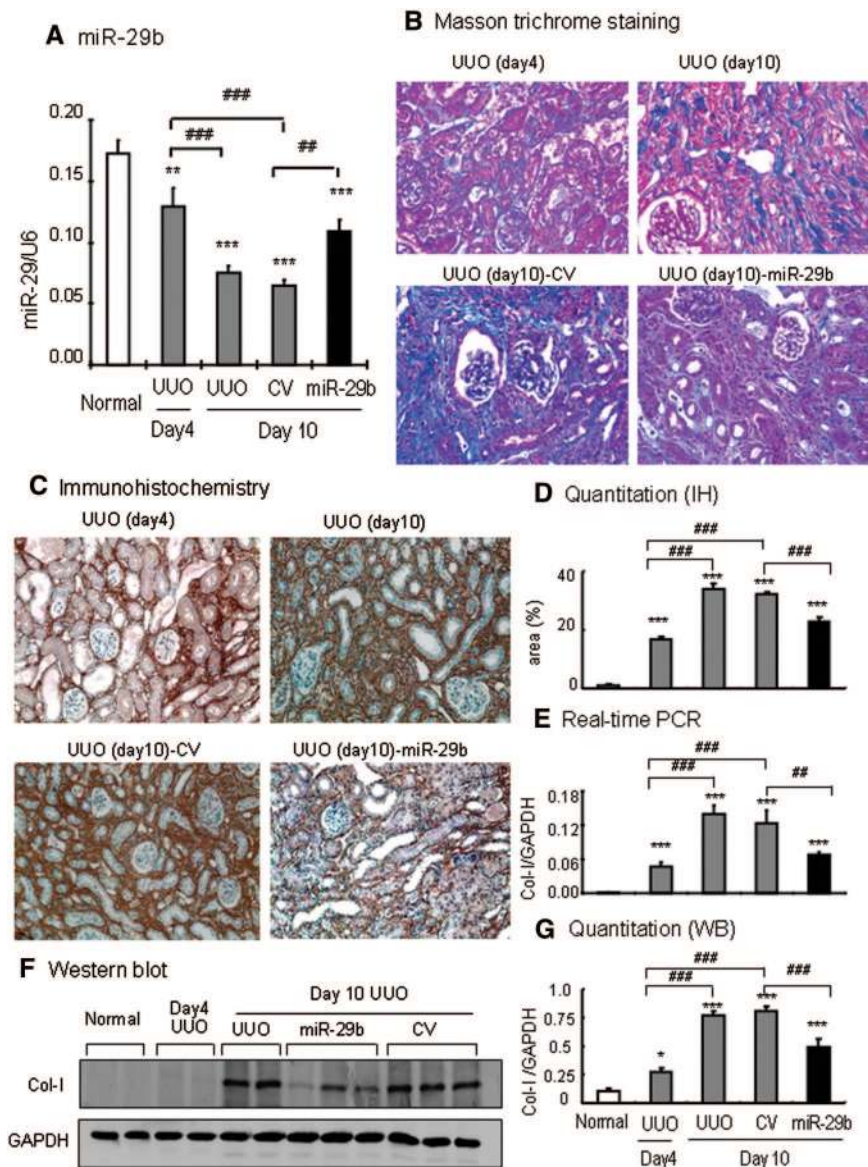 A miR-29b
###
###
##
**
***
***
***
0.20
0.15
0.10
0.05
0.00
miR-29/U6
Normal
UUO
UUO
CV
miR-29b
Day4
Day 10
B Masson trichrome staining
UUO (day4)
UUO (day10)
UUO (day10)-CV
UUO (day10)-miR-29b
C Immunohistochemistry
UUO (day4)
UUO (day10)
UUO (day10)-CV
UUO (day10)-miR-29b
D Quantitation (IH)
###
###
###
***
***
***
***
40
20
0
area (%)
E Real-time PCR
###
###
##
***
***
***
***
0.18
0.12
0.06
0.00
Col-I/GAPDH
F Western blot
Day 10 UUO
Normal
Day4
UUO
UUO
miR-29b
CV
Col-I
GAPDH
G Quantitation (WB)
###
###
###
*
***
***
***
1.0
0.75
0.5
0.25
0
Col-I /GAPDH
Normal
UUO
UUO
CV
miR-29b
Day4
Day 10